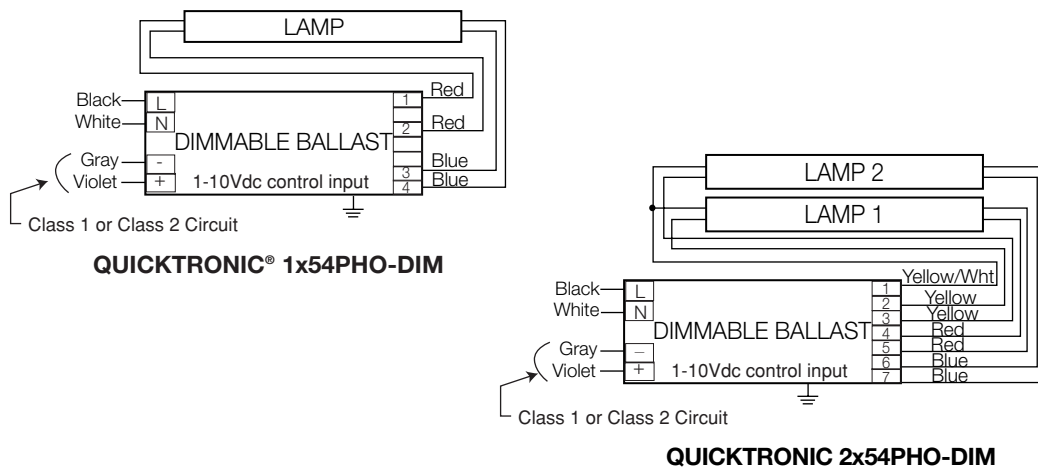 LAMP
Black
L
1
Red
White
N
2
Red
DIMMABLE BALLAST
Gray
-
3
Blue
Violet
+
1-10Vdc control input
4
Blue
Class 1 or Class 2 Circuit
QUICKTRONIC® 1x54PHO-DIM
LAMP 2
LAMP 1
Black
L
1
Yellow/Wht
2
Yellow
White
N
3
Yellow
DIMMABLE BALLAST
4
Red
Gray
–
5
Red
6
Blue
Violet
+
1-10Vdc control input
7
Blue
Class 1 or Class 2 Circuit
QUICKTRONIC 2x54PHO-DIM